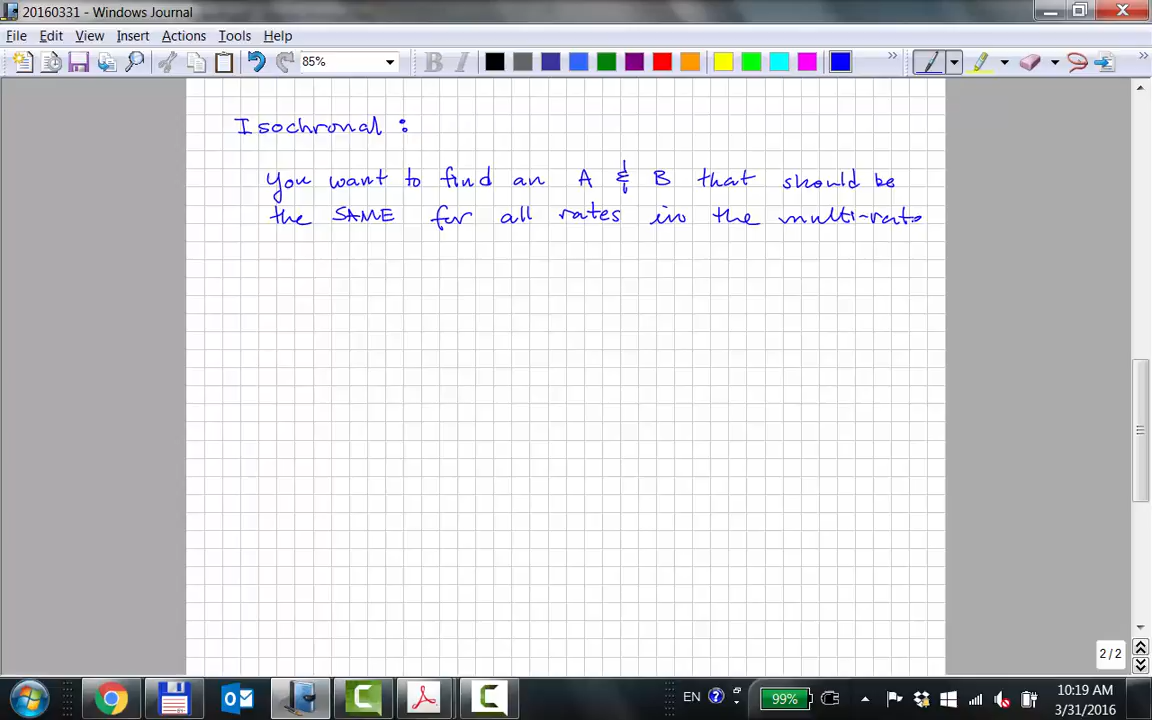 20160331 - Windows Journal
File Edit View Insert Actions Tools Help
85%
B I
Isochronal :
You want to find an A & B that should be
the SAME for all rates in the multi-rate
2 / 2
EN
99%
10:19 AM
3/31/2016